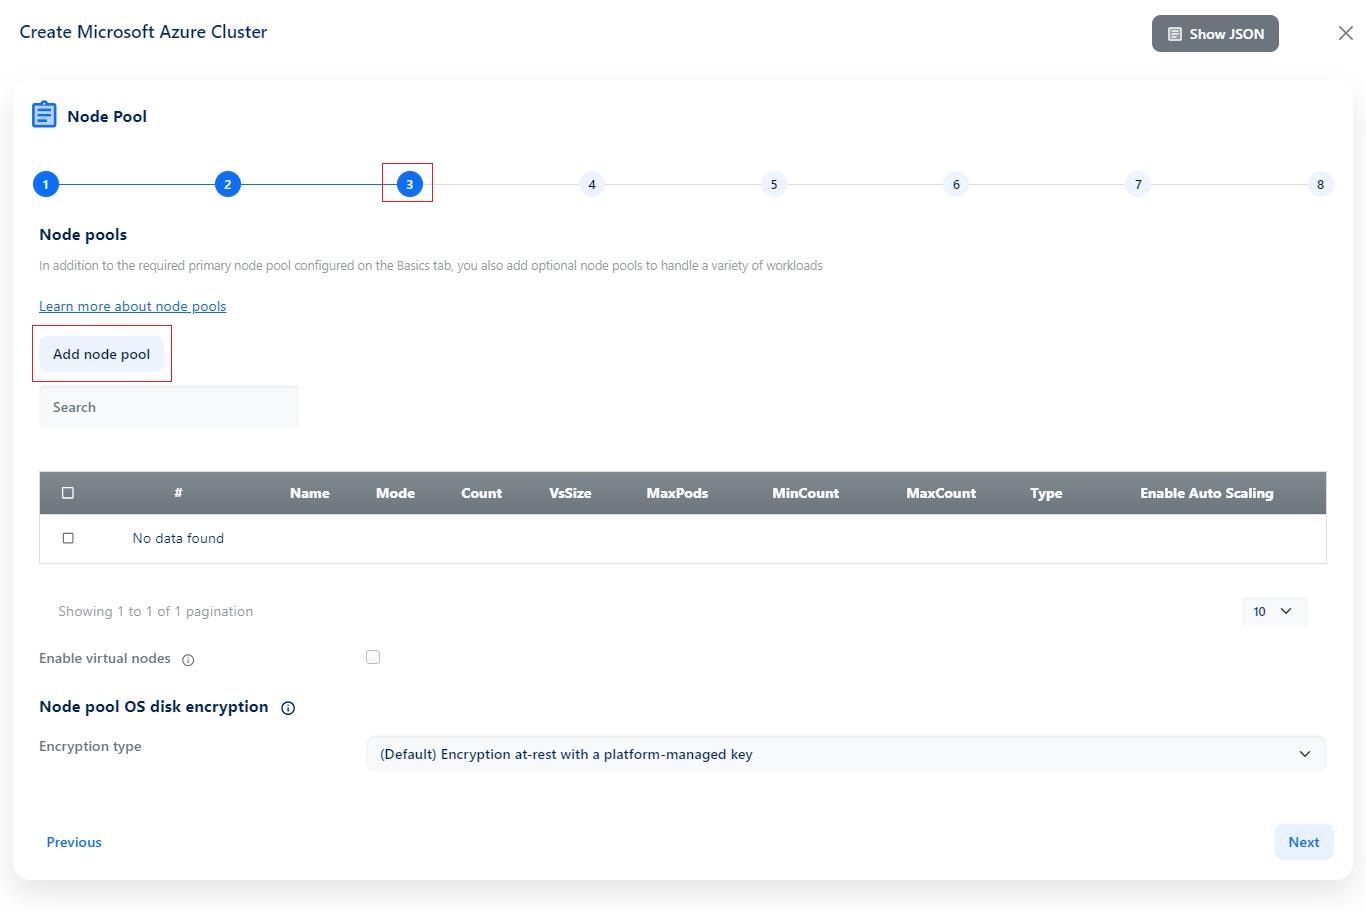 Create Microsoft Azure Cluster
Show JSON
Node Pool
1 2 3 4 5 6 7 8
Node pools
In addition to the required primary node pool configured on the Basics tab, you also add optional node pools to handle a variety of workloads
Learn more about node pools
Add node pool
Search
# Name Mode Count VsSize MaxPods MinCount MaxCount Type Enable Auto Scaling
No data found
Showing 1 to 1 of 1 pagination
10
Enable virtual nodes
Node pool OS disk encryption
Encryption type
(Default) Encryption at-rest with a platform-managed key
Previous
Next